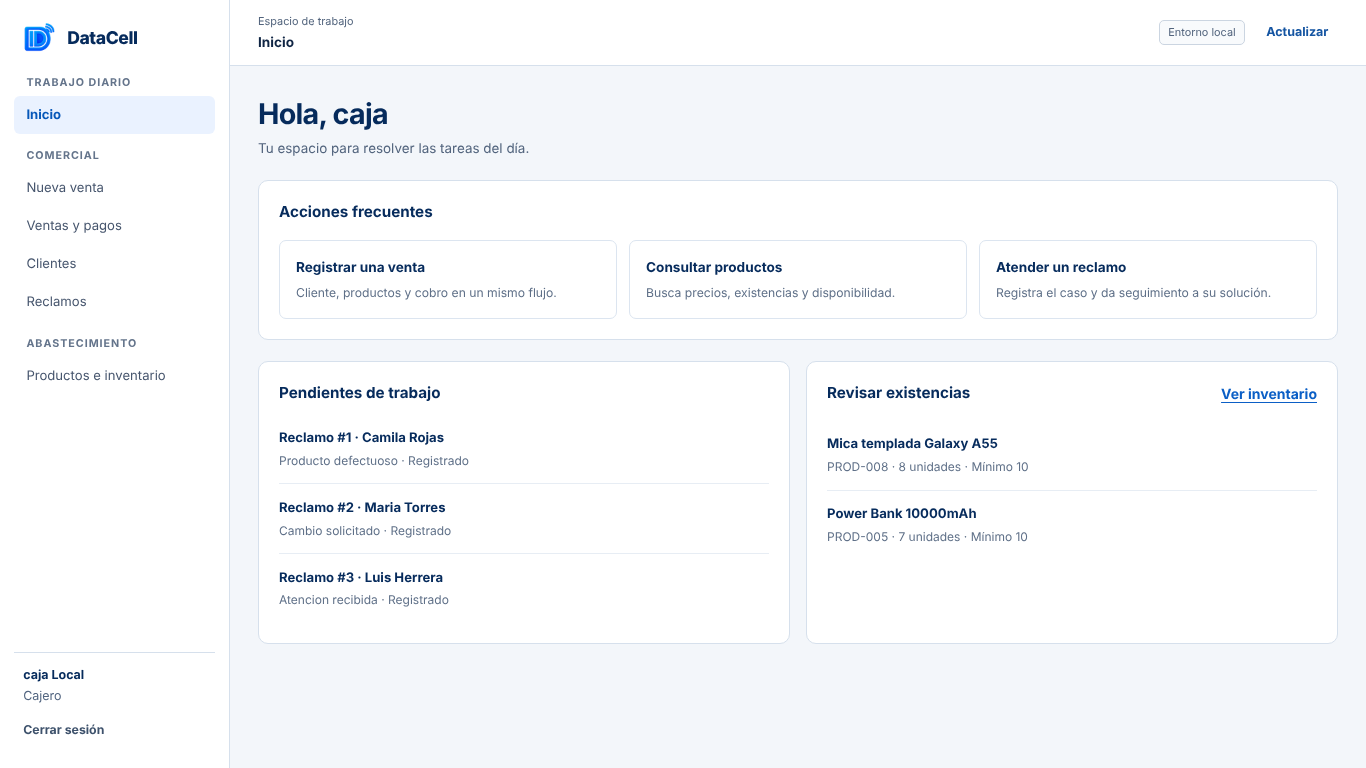 DataCell
TRABAJO DIARIO
Inicio
COMERCIAL
Nueva venta
Ventas y pagos
Clientes
Reclamos
ABASTECIMIENTO
Productos e inventario
caja Local
Cajero
Cerrar sesión
Espacio de trabajo
Inicio
Entorno local
Actualizar
Hola, caja
Tu espacio para resolver las tareas del día.
Acciones frecuentes
Registrar una venta
Cliente, productos y cobro en un mismo flujo.
Consultar productos
Busca precios, existencias y disponibilidad.
Atender un reclamo
Registra el caso y da seguimiento a su solución.
Pendientes de trabajo
Reclamo #1 · Camila Rojas
Producto defectuoso · Registrado
Reclamo #2 · Maria Torres
Cambio solicitado · Registrado
Reclamo #3 · Luis Herrera
Atencion recibida · Registrado
Revisar existencias
Ver inventario
Mica templada Galaxy A55
PROD-008 · 8 unidades · Mínimo 10
Power Bank 10000mAh
PROD-005 · 7 unidades · Mínimo 10